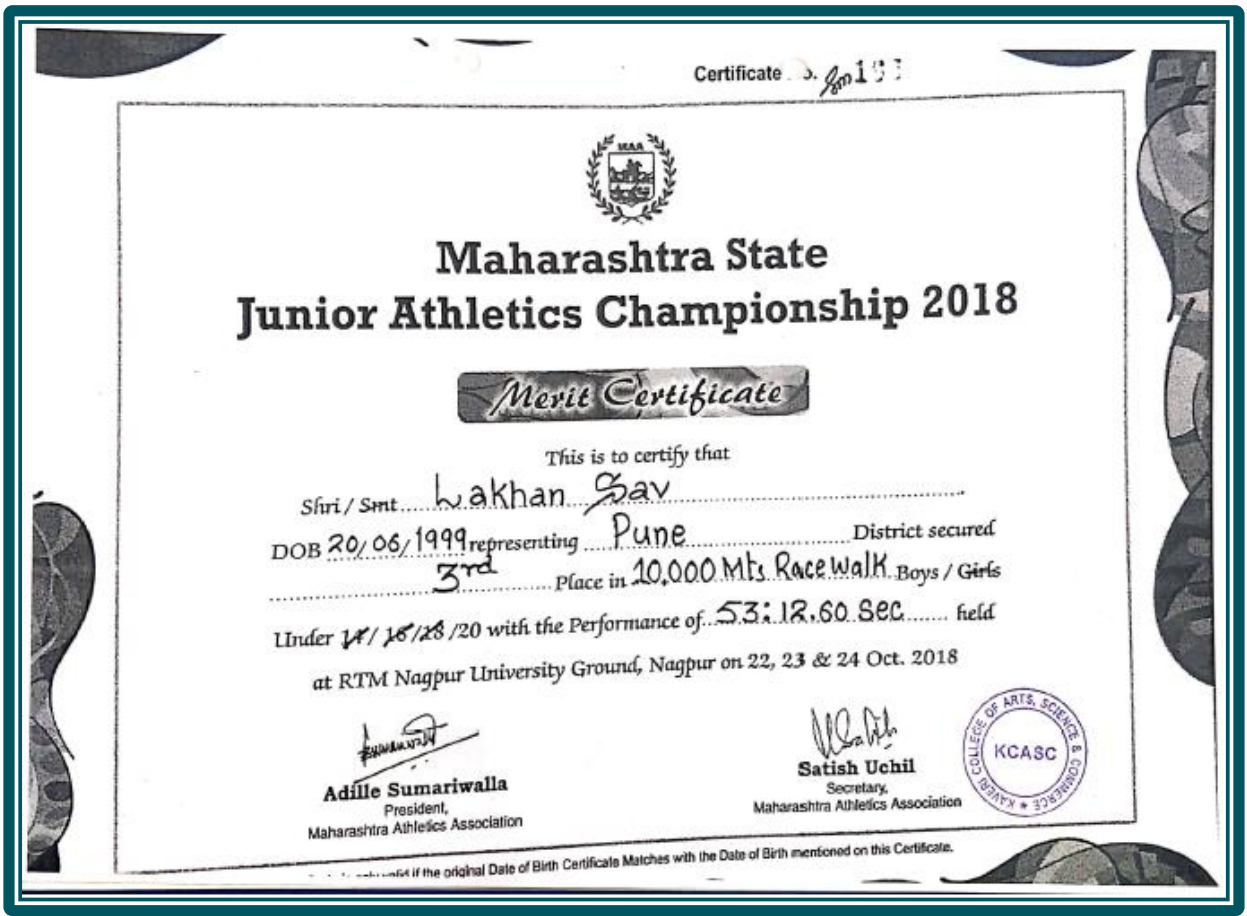 Certificate
MAA
Maharashtra State
Junior Athletics Championship 2018
Merit Certificate
This is to certify that
Shri / Smt Lakhan Sav
DOB 20/06/1999 representing Pune District secured
3rd Place in 10,000 Mts Race Walk Boys / Girls
Under 14/ 16/18 /20 with the Performance of 53:12.60 Sec held
at RTM Nagpur University Ground, Nagpur on 22, 23 & 24 Oct. 2018
Adille Sumariwalla
President,
Maharashtra Athletics Association
Satish Uchil
Secretary,
Maharashtra Athletics Association
KAVERI COLLEGE OF ARTS, SCIENCE & COMMERCE
KCASC
if the original Date of Birth Certificate Matches with the Date of Birth mentioned on this Certificate.